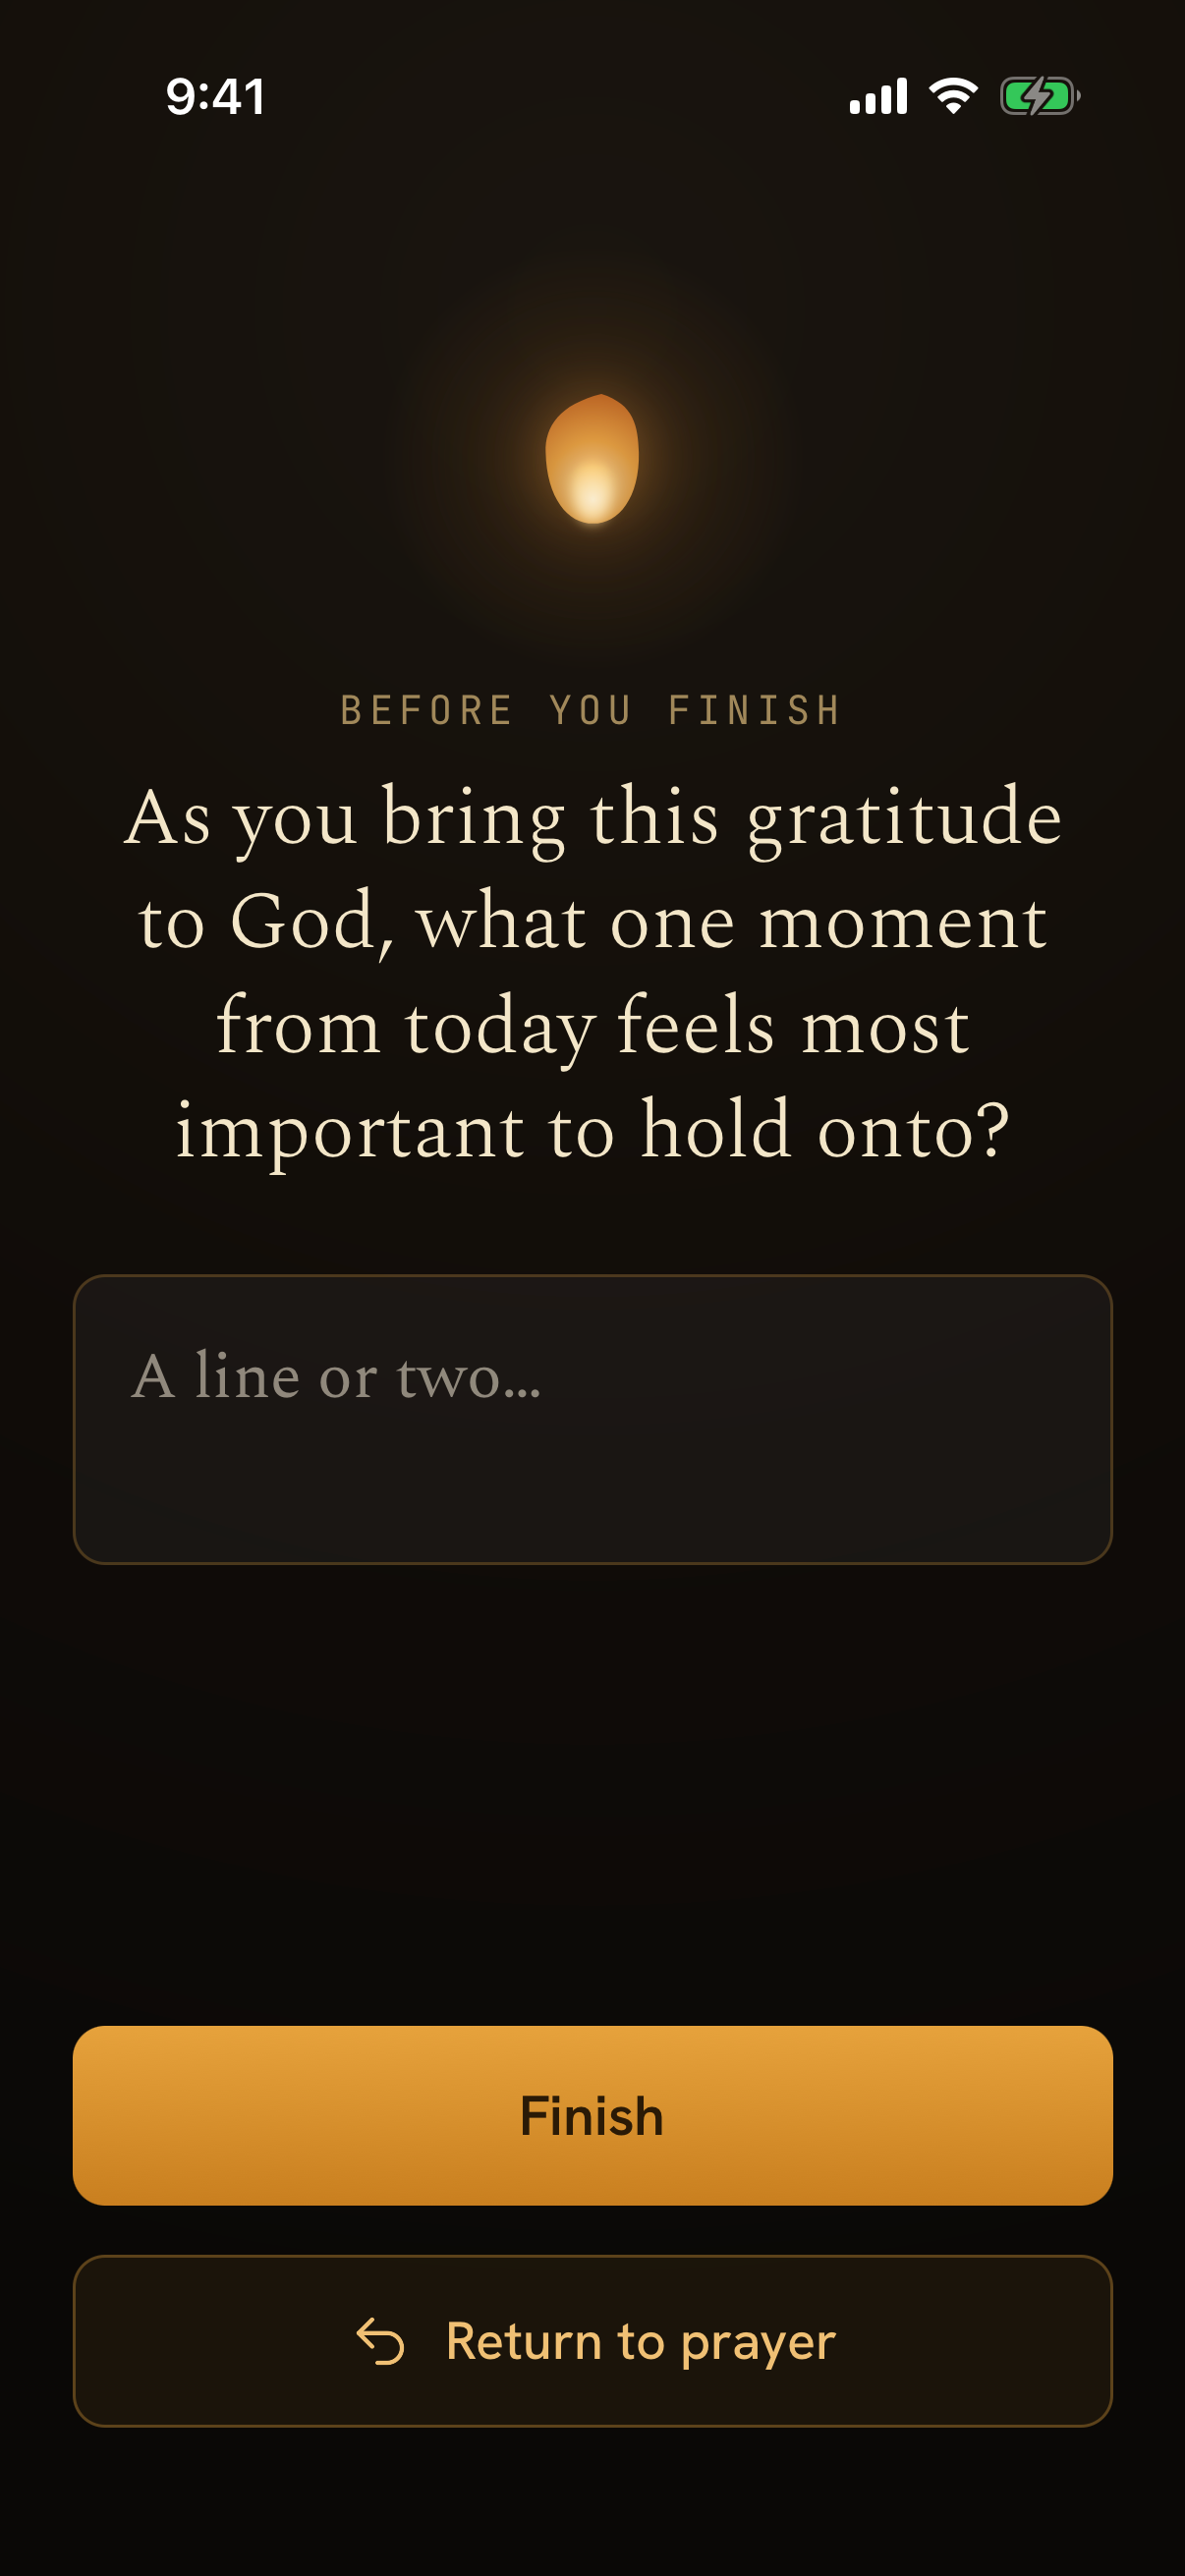 9:41
BEFORE YOU FINISH
As you bring this gratitude
to God, what one moment
from today feels most
important to hold onto?
A line or two…
Finish
Return to prayer